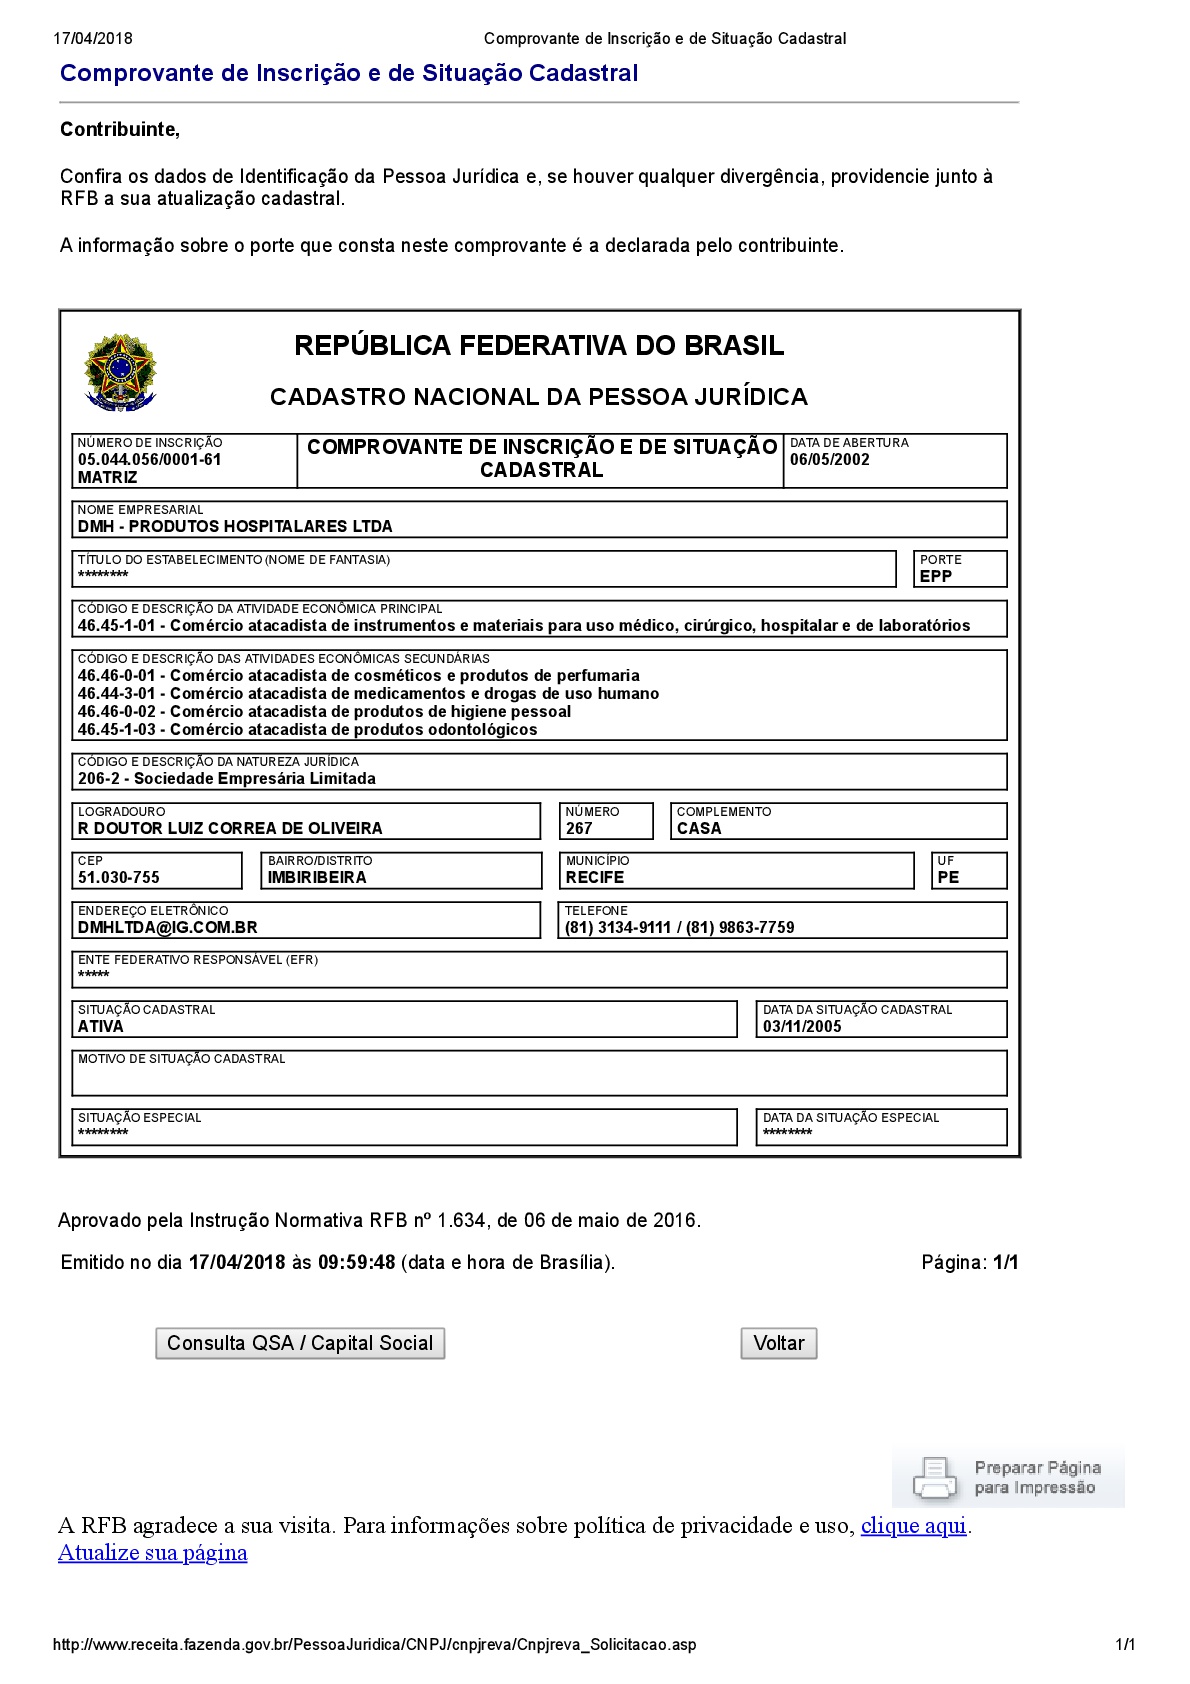 17/04/2018 Comprovante de Inscrição e de Situação Cadastral
Comprovante de Inscrição e de Situação Cadastral
Contribuinte,
Confira os dados de Identificação da Pessoa Jurídica e, se houver qualquer divergência, providencie junto à
RFB a sua atualização cadastral.
A informação sobre o porte que consta neste comprovante é a declarada pelo contribuinte.
REPÚBLICA FEDERATIVA DO BRASIL
CADASTRO NACIONAL DA PESSOA JURÍDICA
NÚMERO DE INSCRIÇÃO
05.044.056/0001-61
MATRIZ
COMPROVANTE DE INSCRIÇÃO E DE SITUAÇÃO
CADASTRAL
DATA DE ABERTURA
06/05/2002
NOME EMPRESARIAL
DMH - PRODUTOS HOSPITALARES LTDA
TÍTULO DO ESTABELECIMENTO (NOME DE FANTASIA)
********
PORTE
EPP
CÓDIGO E DESCRIÇÃO DA ATIVIDADE ECONÔMICA PRINCIPAL
46.45-1-01 - Comércio atacadista de instrumentos e materiais para uso médico, cirúrgico, hospitalar e de laboratórios
CÓDIGO E DESCRIÇÃO DAS ATIVIDADES ECONÔMICAS SECUNDÁRIAS
46.46-0-01 - Comércio atacadista de cosméticos e produtos de perfumaria
46.44-3-01 - Comércio atacadista de medicamentos e drogas de uso humano
46.46-0-02 - Comércio atacadista de produtos de higiene pessoal
46.45-1-03 - Comércio atacadista de produtos odontológicos
CÓDIGO E DESCRIÇÃO DA NATUREZA JURÍDICA
206-2 - Sociedade Empresária Limitada
LOGRADOURO
R DOUTOR LUIZ CORREA DE OLIVEIRA
NÚMERO
267
COMPLEMENTO
CASA
CEP
51.030-755
BAIRRO/DISTRITO
IMBIRIBEIRA
MUNICÍPIO
RECIFE
UF
PE
ENDEREÇO ELETRÔNICO
DMHLTDA@IG.COM.BR
TELEFONE
(81) 3134-9111 / (81) 9863-7759
ENTE FEDERATIVO RESPONSÁVEL (EFR)
*****
SITUAÇÃO CADASTRAL
ATIVA
DATA DA SITUAÇÃO CADASTRAL
03/11/2005
MOTIVO DE SITUAÇÃO CADASTRAL
SITUAÇÃO ESPECIAL
********
DATA DA SITUAÇÃO ESPECIAL
********
Aprovado pela Instrução Normativa RFB nº 1.634, de 06 de maio de 2016.
Emitido no dia 17/04/2018 às 09:59:48 (data e hora de Brasília). Página: 1/1
Consulta QSA / Capital Social Voltar
Preparar Página
para Impressão
A RFB agradece a sua visita. Para informações sobre política de privacidade e uso, clique aqui.
Atualize sua página
http://www.receita.fazenda.gov.br/PessoaJuridica/CNPJ/cnpjreva/Cnpjreva_Solicitacao.asp 1/1